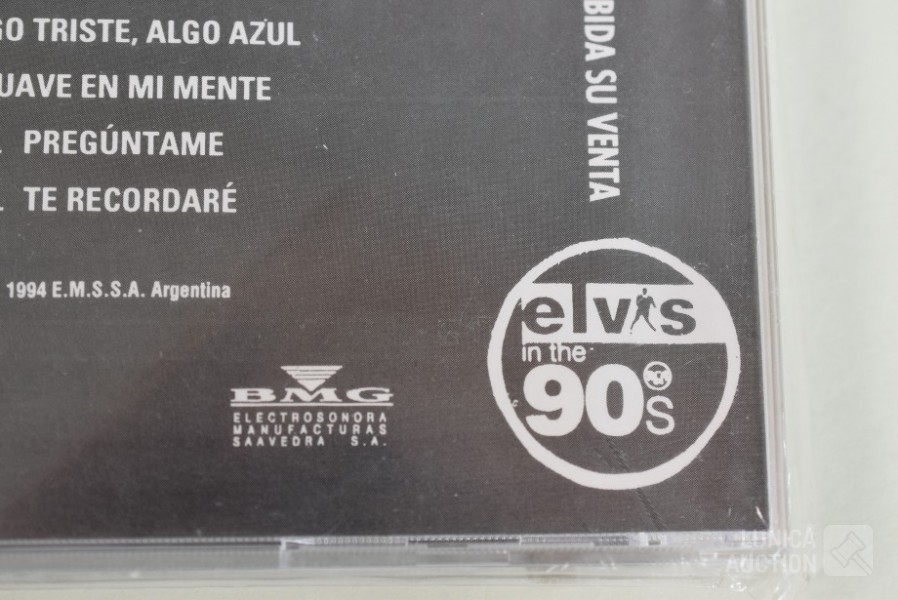 GO TRISTE, ALGO AZUL
UAVE EN MI MENTE
. PREGÚNTAME
. TE RECORDARÉ
1994 E.M.S.S.A. Argentina
BIDA SU VENTA
BMG
ELECTROSONORA
MANUFACTURAS
SAAVEDRA S.A.
elvis
in the
90s
RCA
LUNICA
AUCTION